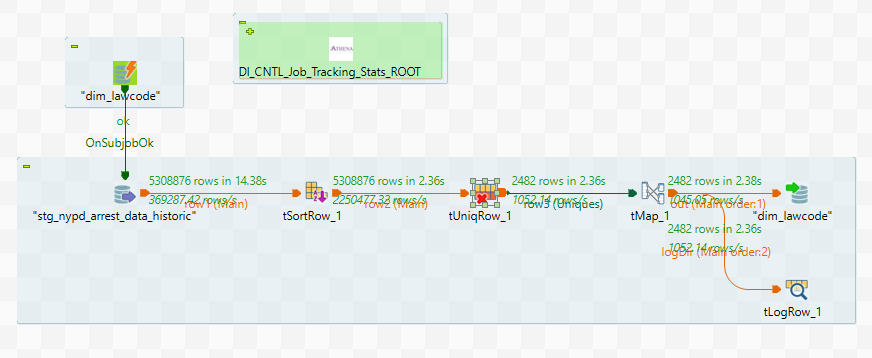 ATHENA
DI_CNTL_Job_Tracking_Stats_ROOT
"dim_lawcode"
ok
OnSubjobOk
5308876 rows in 14.38s
369287.42 rows/s
row1 (Main)
"stg_nypd_arrest_data_historic"
5308876 rows in 2.36s
2250477.32 rows/s
row2 (Main)
tSortRow_1
2482 rows in 2.36s
1052.14 rows/s
row3 (Uniques)
tUniqRow_1
tMap_1
2482 rows in 2.38s
1045.05 rows/s
out (Main order:1)
"dim_lawcode"
2482 rows in 2.36s
1052.14 rows/s
logDir (Main order:2)
tLogRow_1